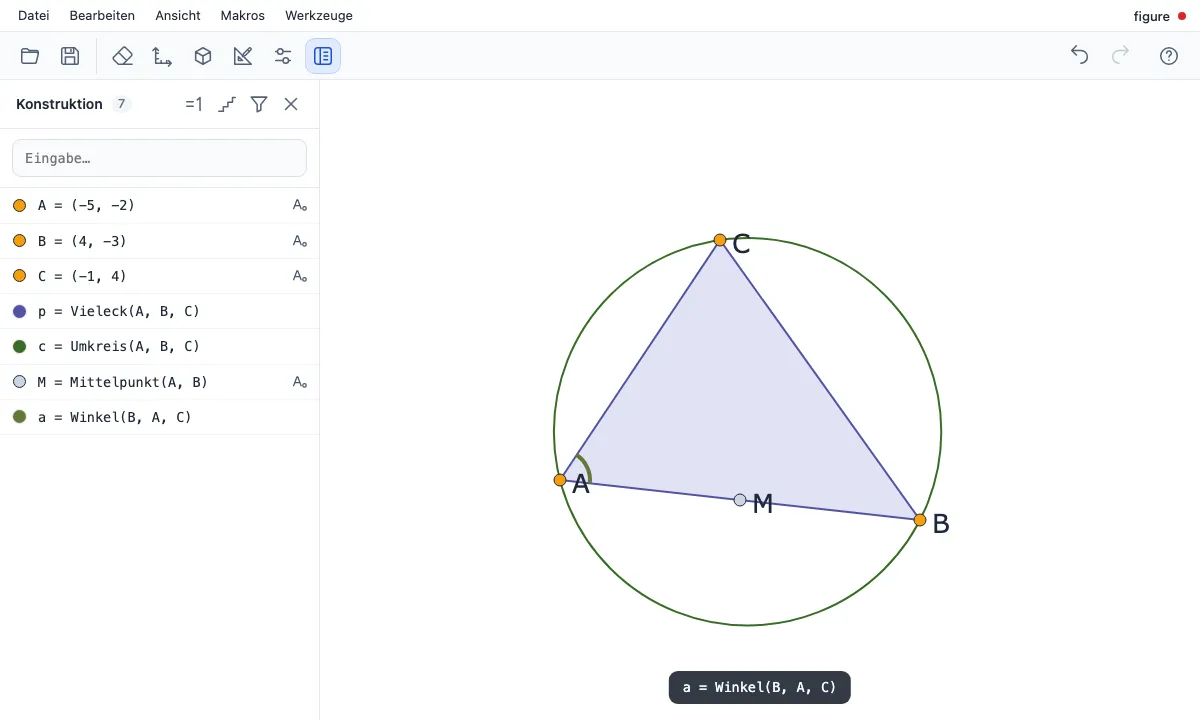 Datei Bearbeiten Ansicht Makros Werkzeuge figure
Konstruktion 7 =1
Eingabe…
A = (−5, −2)
B = (4, −3)
C = (−1, 4)
p = Vieleck(A, B, C)
c = Umkreis(A, B, C)
M = Mittelpunkt(A, B)
a = Winkel(B, A, C)
C
A
M
B
a = Winkel(B, A, C)